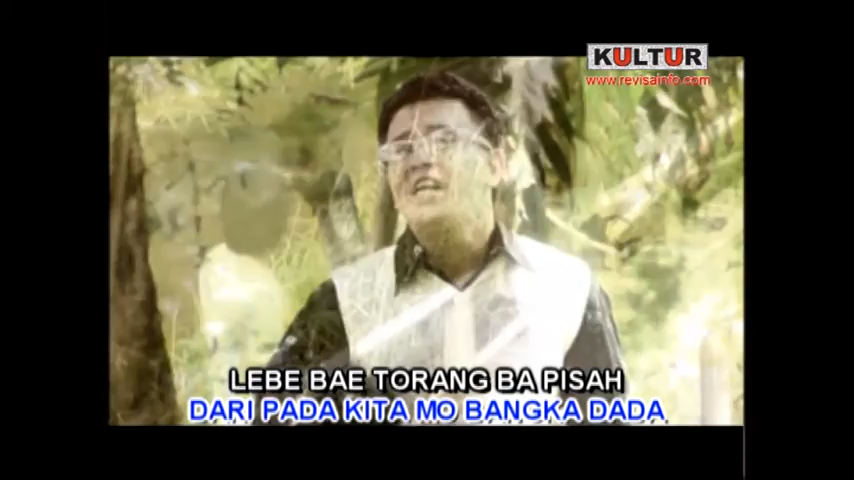 KULTUR
www.revisainfo.com
LEBE BAE TORANG BA PISAH
DARI PADA KITA MO BANGKA DADA